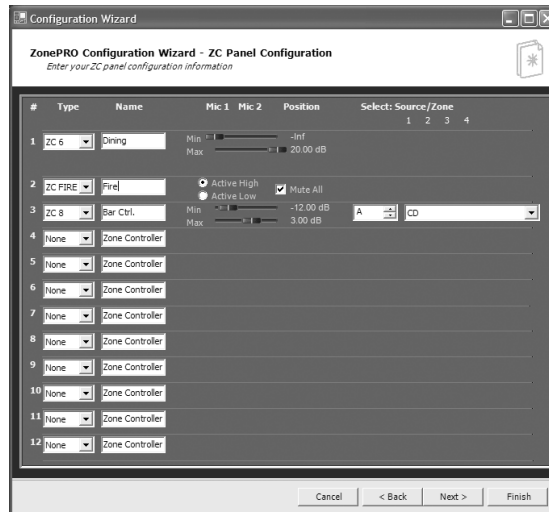 Configuration Wizard
ZonePRO Configuration Wizard - ZC Panel Configuration
Enter your ZC panel configuration information
# Type Name Mic 1 Mic 2 Position Select: Source/Zone
1 2 3 4
1 ZC 6 Dining Min -Inf
Max 20.00 dB
2 ZC FIRE Fire Active High Mute All
Active Low
3 ZC 8 Bar Ctrl. Min -12.00 dB A CD
Max 3.00 dB
4 None Zone Controller
5 None Zone Controller
6 None Zone Controller
7 None Zone Controller
8 None Zone Controller
9 None Zone Controller
10 None Zone Controller
11 None Zone Controller
12 None Zone Controller
Cancel < Back Next > Finish